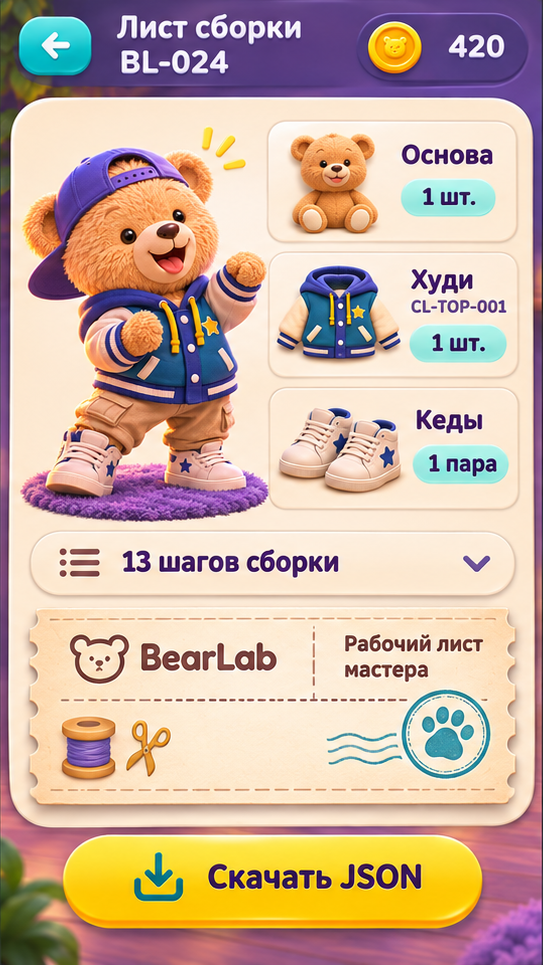 Лист сборки
BL-024
420
Основа
1 шт.
Худи
CL-TOP-001
1 шт.
Кеды
1 пара
13 шагов сборки
BearLab
Рабочий лист
мастера
Скачать JSON